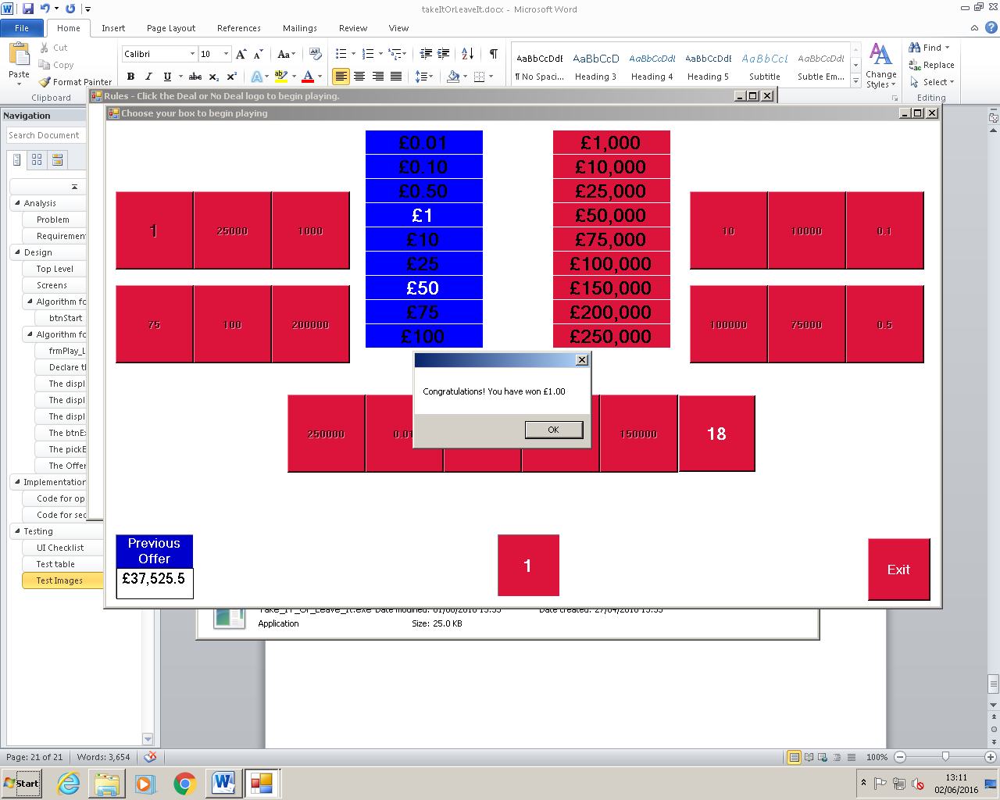 takeItOrLeaveIt.docx - Microsoft Word
File Home Insert Page Layout References Mailings Review View
Paste
Cut
Copy
Format Painter
Clipboard
Calibri 10
AaBbCcDdE AaBbCcD AaBbCcDdE AaBbCcDdE AaBbCcI AaBbCcDdE
¶ No Spaci... Heading 3 Heading 4 Heading 5 Subtitle Subtle Em...
Change Styles
Find
Replace
Select
Editing
Rules - Click the Deal or No Deal logo to begin playing.
Navigation
Search Document
Analysis
Problem
Requirement
Design
Top Level
Screens
Algorithm fo
btnStart
Algorithm fo
frmPlay_L
Declare th
The displ
The displ
The displ
The btnEx
The pickE
The Offer
Implementation
Code for op
Code for sec
Testing
UI Checklist
Test table
Test Images
Choose your box to begin playing
£0.01
£0.10
£0.50
£1
£10
£25
£50
£75
£100
£1,000
£10,000
£25,000
£50,000
£75,000
£100,000
£150,000
£200,000
£250,000
1 25000 1000
75 100 200000
10 10000 0.1
100000 75000 0.5
250000 0.01 150000 18
Congratulations! You have won £1.00
OK
Previous
Offer
£37,525.5
1
Exit
Take_IT_Or_Leave_It.exe Date modified: 01/06/2016 13:33 Date created: 27/04/2016 13:33
Application Size: 25.0 KB
Page: 21 of 21 Words: 3,654
100%
Start
13:11
02/06/2016